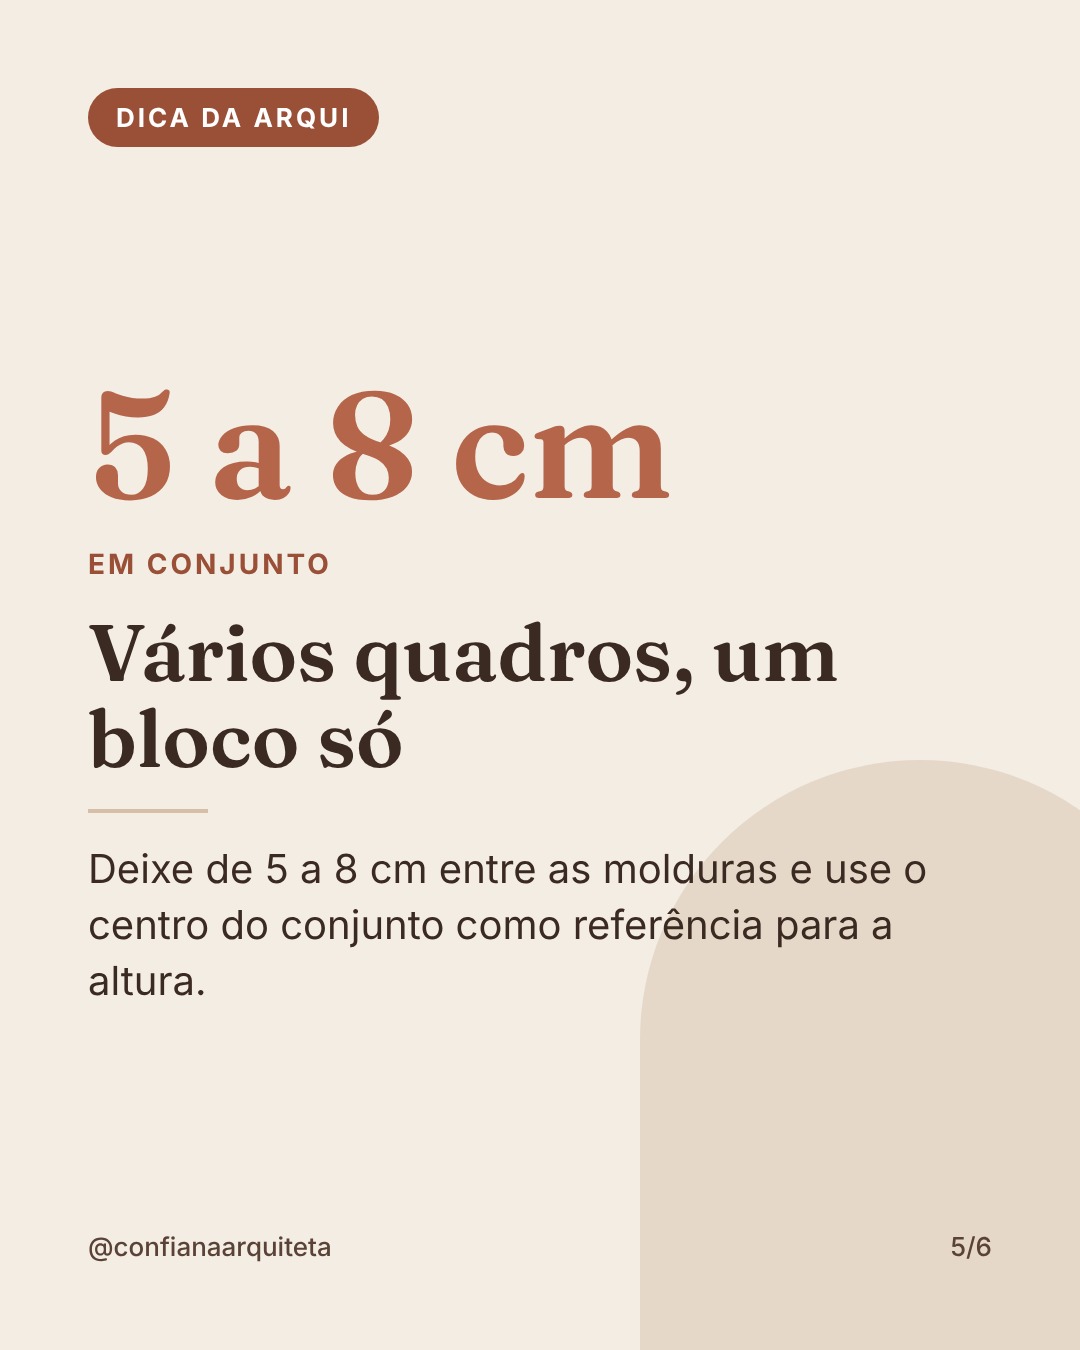 DICA DA ARQUI
5 a 8 cm
EM CONJUNTO
Vários quadros, um
bloco só
Deixe de 5 a 8 cm entre as molduras e use o
centro do conjunto como referência para a
altura.
@confianaarquiteta
5/6